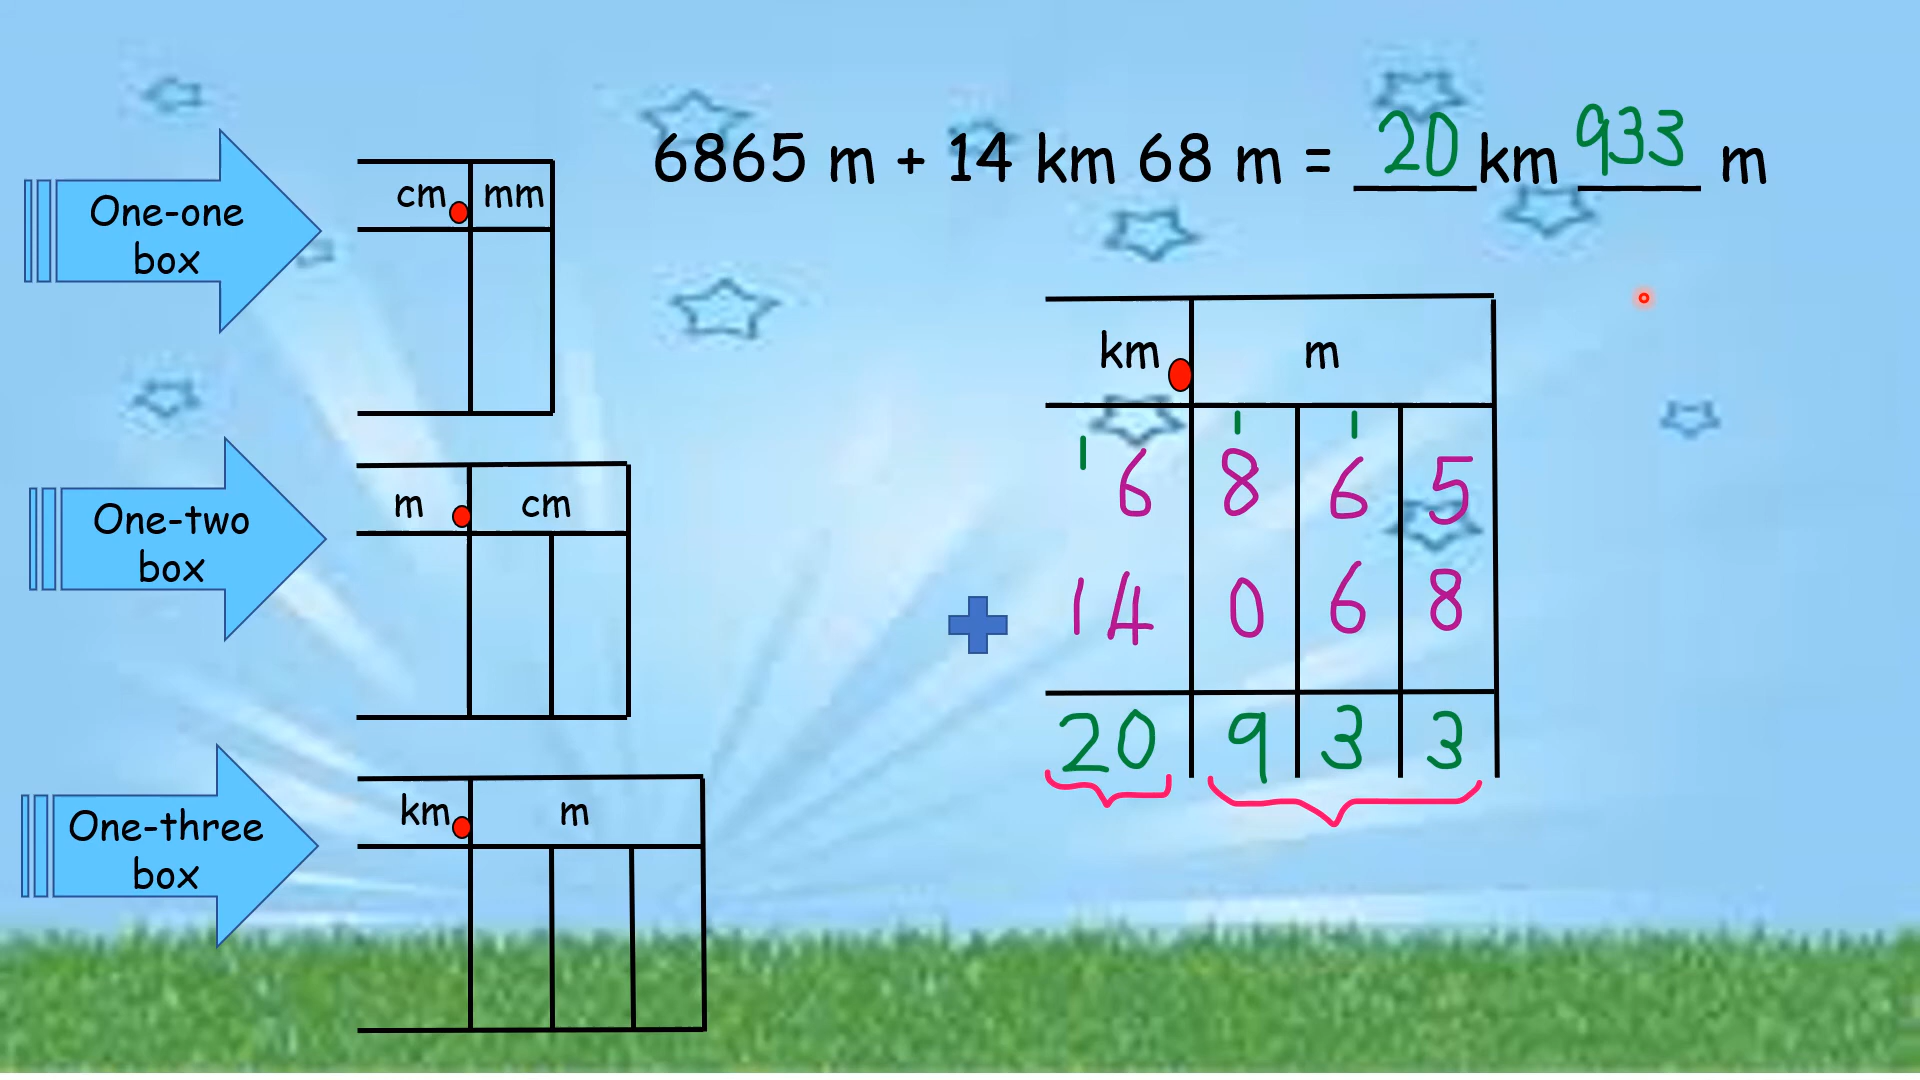 6865 m + 14 km 68 m = 20 km 933 m
One-one
box
cm mm
One-two
box
m cm
One-three
box
km m
km m
1 1 1
6 8 6 5
+
14 0 6 8
20 9 3 3